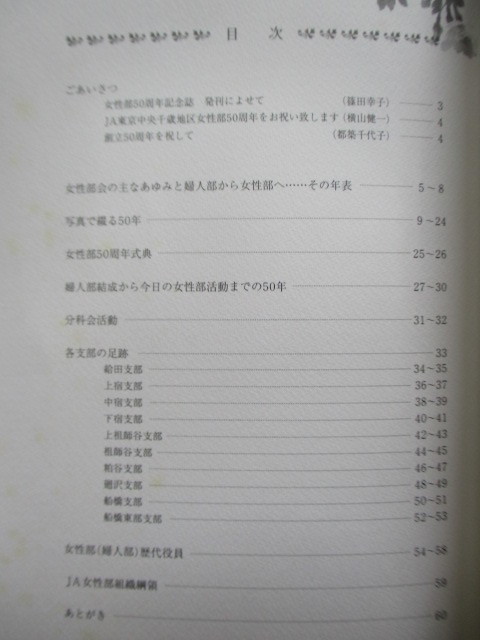 目 次
ごあいさつ
女性部50周年記念誌 発刊によせて (篠田幸子) 3
JA東京中央千歳地区女性部50周年をお祝い致します (横山健一) 4
創立50周年を祝して (都築千代子) 4
女性部会の主なあゆみと婦人部から女性部へ……その年表 5~8
写真で綴る50年 9~24
女性部50周年式典 25~26
婦人部結成から今日の女性部活動までの50年 27~30
分科会活動 31~32
各支部の足跡 33
給田支部 34~35
上宿支部 36~37
中宿支部 38~39
下宿支部 40~41
上祖師谷支部 42~43
祖師谷支部 44~45
粕谷支部 46~47
廻沢支部 48~49
船橋支部 50~51
船橋東部支部 52~53
女性部(婦人部)歴代役員 54~58
JA女性部組織綱領 59
あとがき 60